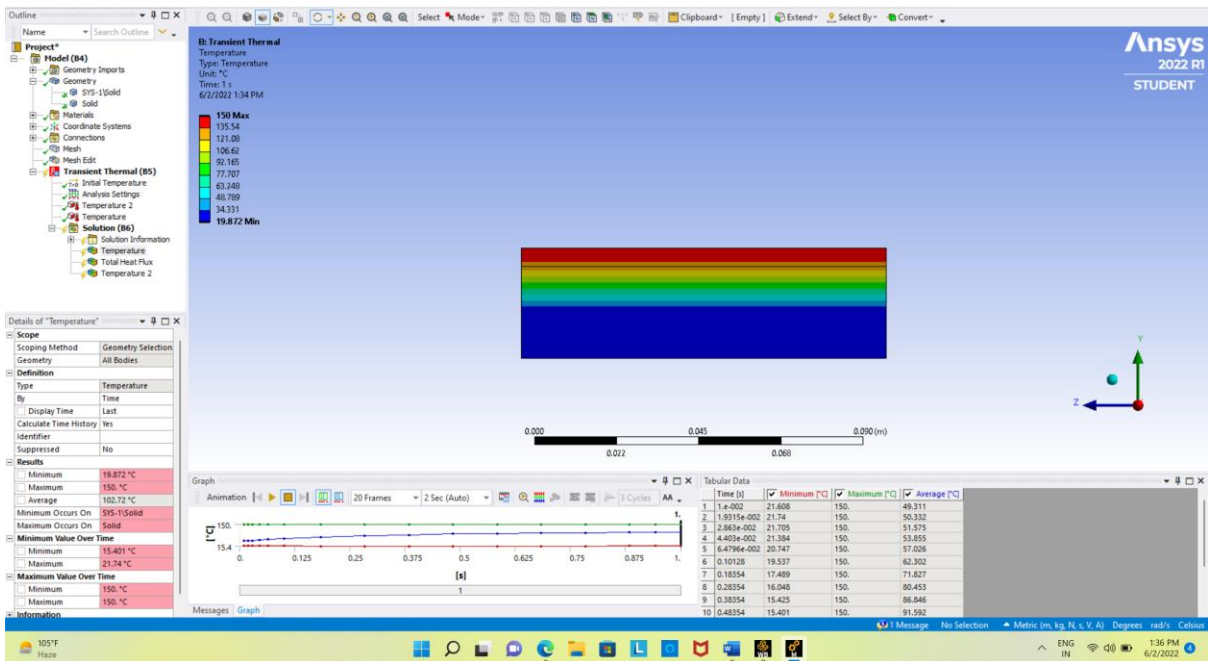 Outline
Name Search Outline
Project*
Model (B4)
Geometry Imports
Geometry
SYS-1\Solid
Solid
Materials
Coordinate Systems
Connections
Mesh
Mesh Edit
Transient Thermal (B5)
Initial Temperature
Analysis Settings
Temperature 2
Temperature
Solution (B6)
Solution Information
Temperature
Total Heat Flux
Temperature 2
Details of "Temperature"
Scope
Scoping Method Geometry Selection
Geometry All Bodies
Definition
Type Temperature
By Time
Display Time Last
Calculate Time History Yes
Identifier
Suppressed No
Results
Minimum 19.872 °C
Maximum 150. °C
Average 102.72 °C
Minimum Occurs On SYS-1\Solid
Maximum Occurs On Solid
Minimum Value Over Time
Minimum 15.401 °C
Maximum 21.74 °C
Maximum Value Over Time
Minimum 150. °C
Maximum 150. °C
Information
Select Mode Clipboard [Empty] Extend Select By Convert
B: Transient Thermal
Temperature
Type: Temperature
Unit: °C
Time: 1 s
6/2/2022 1:34 PM
150 Max
135.54
121.08
106.62
92.165
77.707
63.248
48.789
34.331
19.872 Min
Ansys
2022 R1
STUDENT
Y
Z
0.000 0.045 0.090 (m)
0.022 0.068
Graph
Animation 20 Frames 2 Sec (Auto) 3 Cycles AA
1.
150.
[°C]
15.4
0. 0.125 0.25 0.375 0.5 0.625 0.75 0.875 1.
[s]
1
Messages Graph
Tabular Data
Time [s] Minimum [°C] Maximum [°C] Average [°C]
1 1.e-002 21.608 150. 49.311
2 1.9315e-002 21.74 150. 50.332
3 2.863e-002 21.705 150. 51.575
4 4.403e-002 21.384 150. 53.855
5 6.4796e-002 20.747 150. 57.026
6 0.10128 19.537 150. 62.302
7 0.18354 17.489 150. 71.827
8 0.28354 16.048 150. 80.453
9 0.38354 15.425 150. 86.846
10 0.48354 15.401 150. 91.592
1 Message No Selection Metric (m, kg, N, s, V, A) Degrees rad/s Celsius
105°F
Haze
ENG
IN
1:36 PM
6/2/2022
4